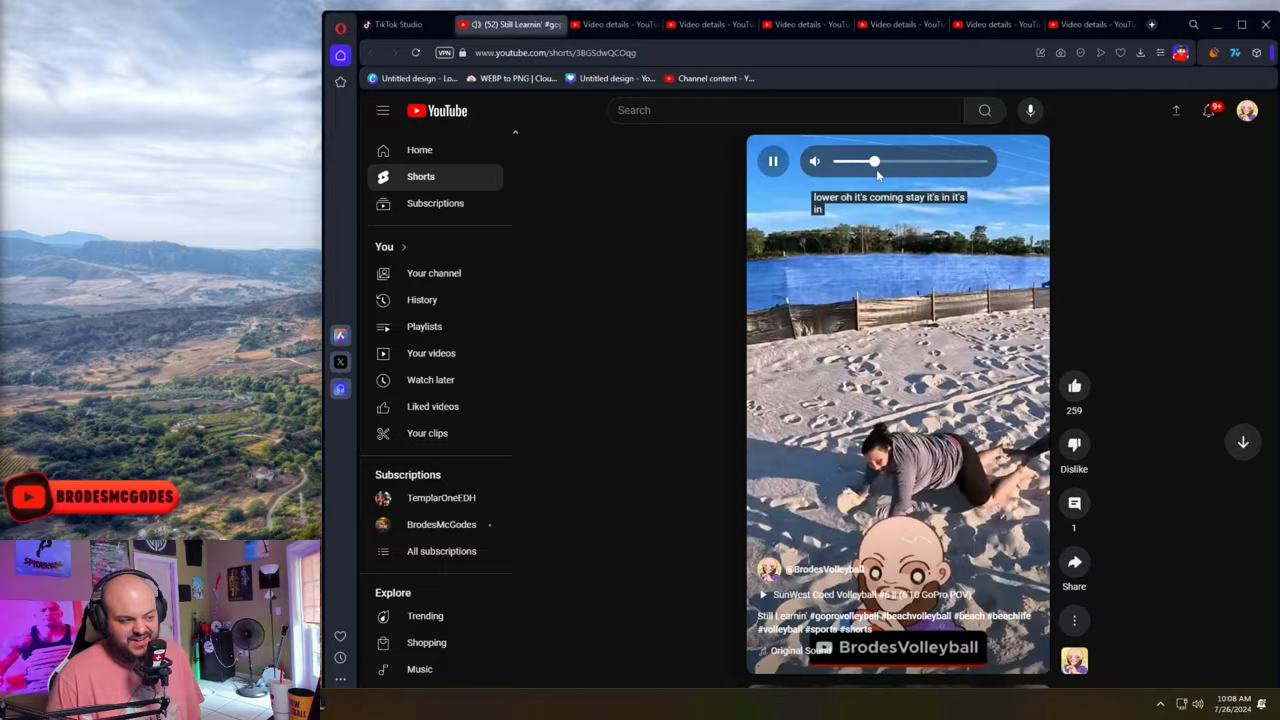 TikTok Studio
(52) Still Learnin' #gop
Video details - YouTu
Video details - YouTu
Video details - YouTu
Video details - YouTu
Video details - YouTu
Video details - YouTu
VPN
www.youtube.com/shorts/3BGSdwQCOqg
Untitled design - Lo...
WEBP to PNG | Clou...
Untitled design - Yo...
Channel content - Y...
YouTube
Search
9+
Home
Shorts
Subscriptions
You
Your channel
History
Playlists
Your videos
Watch later
Liked videos
Your clips
Subscriptions
TemplarOneEDH
BrodesMcGodes
All subscriptions
Explore
Trending
Shopping
Music
lower oh it's coming stay it's in it's
in
259
Dislike
1
Share
@BrodesVolleyball
SunWest Coed Volleyball #6 || (6'10 GoPro POV)
Still Learnin' #goprovolleyball #beachvolleyball #beach #beachlife
#volleyball #sports #shorts
Original Sound
BrodesVolleyball
BRODESMCGODES
10:08 AM
7/26/2024